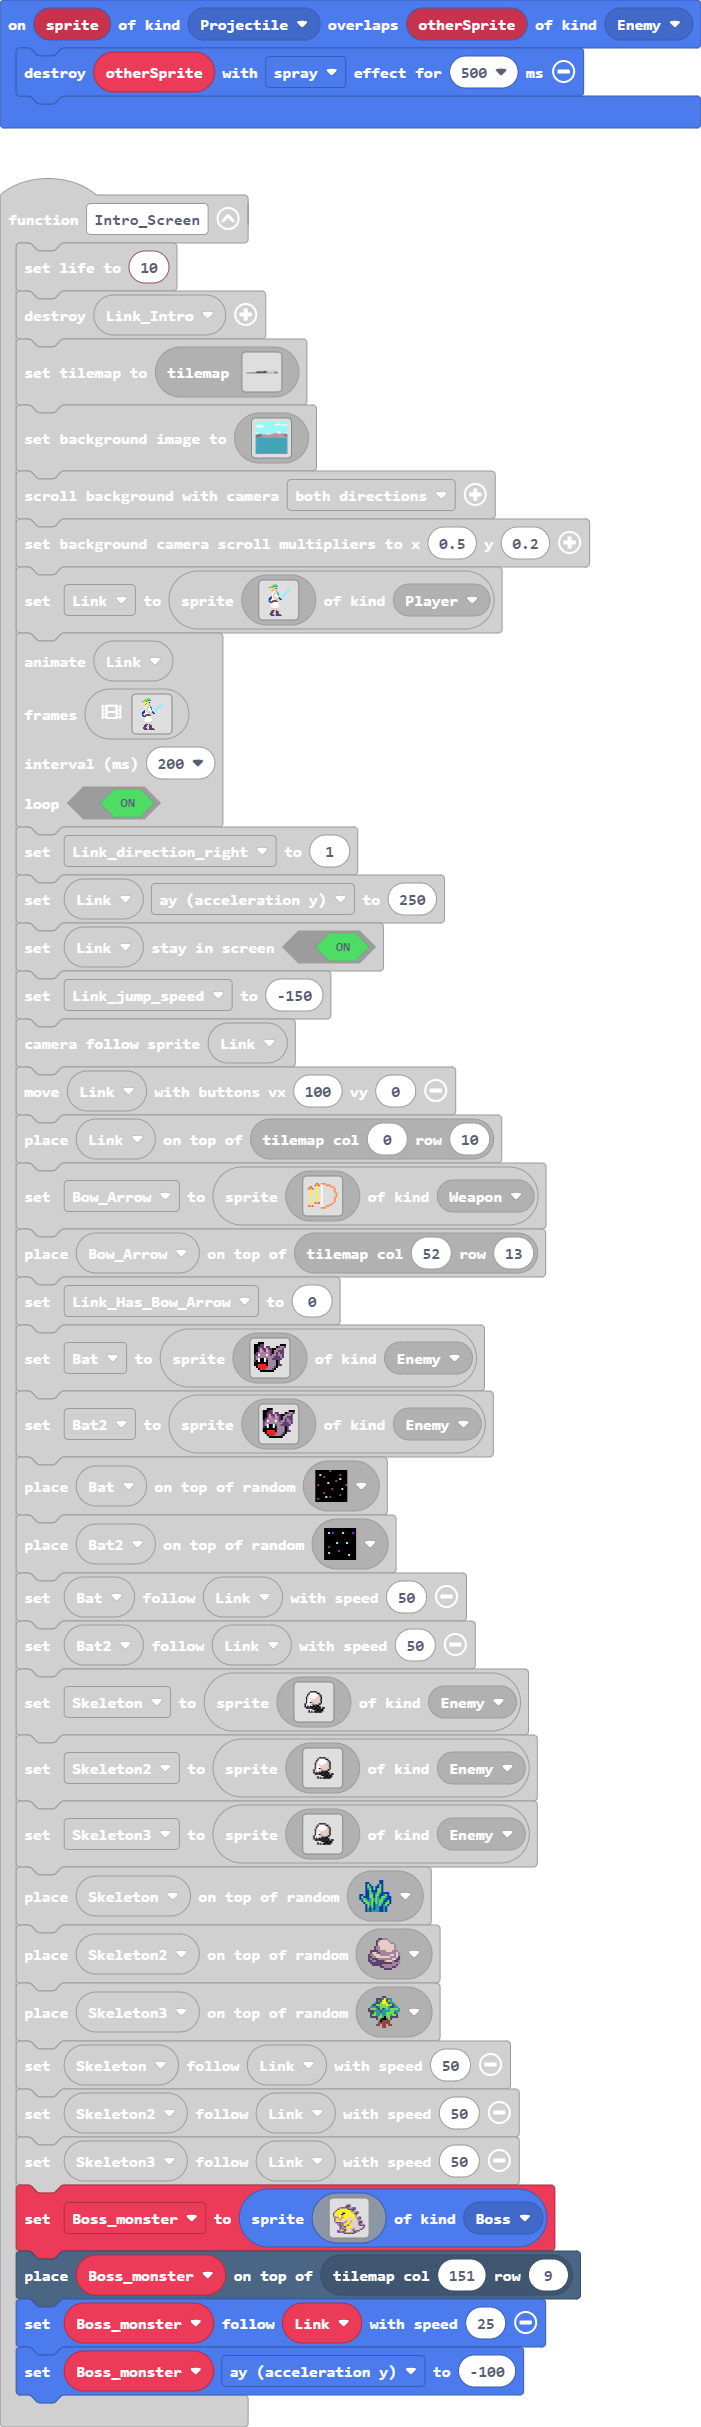 on sprite of kind Projectile overlaps otherSprite of kind Enemy
destroy otherSprite with spray effect for 500 ms
function Intro_Screen
set life to 10
destroy Link_Intro
set tilemap to tilemap
set background image to
scroll background with camera both directions
set background camera scroll multipliers to x 0.5 y 0.2
set Link to sprite of kind Player
animate Link
frames
interval (ms) 200
loop ON
set Link_direction_right to 1
set Link ay (acceleration y) to 250
set Link stay in screen ON
set Link_jump_speed to -150
camera follow sprite Link
move Link with buttons vx 100 vy 0
place Link on top of tilemap col 0 row 10
set Bow_Arrow to sprite of kind Weapon
place Bow_Arrow on top of tilemap col 52 row 13
set Link_Has_Bow_Arrow to 0
set Bat to sprite of kind Enemy
set Bat2 to sprite of kind Enemy
place Bat on top of random
place Bat2 on top of random
set Bat follow Link with speed 50
set Bat2 follow Link with speed 50
set Skeleton to sprite of kind Enemy
set Skeleton2 to sprite of kind Enemy
set Skeleton3 to sprite of kind Enemy
place Skeleton on top of random
place Skeleton2 on top of random
place Skeleton3 on top of random
set Skeleton follow Link with speed 50
set Skeleton2 follow Link with speed 50
set Skeleton3 follow Link with speed 50
set Boss_monster to sprite of kind Boss
place Boss_monster on top of tilemap col 151 row 9
set Boss_monster follow Link with speed 25
set Boss_monster ay (acceleration y) to -100